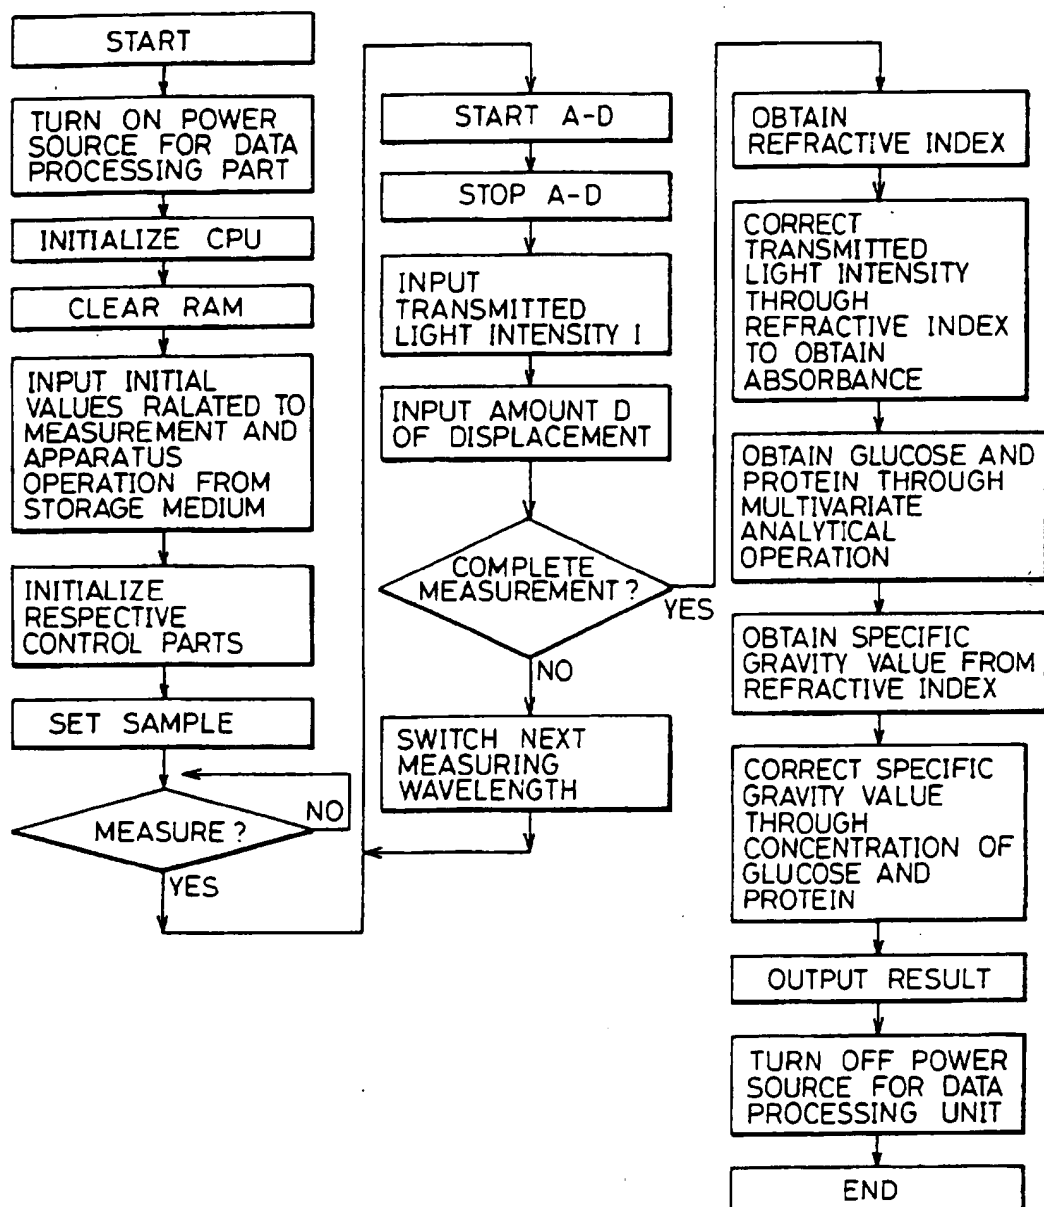 START
TURN ON POWER
SOURCE FOR DATA
PROCESSING PART
INITIALIZE CPU
CLEAR RAM
INPUT INITIAL
VALUES RALATED TO
MEASUREMENT AND
APPARATUS
OPERATION FROM
STORAGE MEDIUM
INITIALIZE
RESPECTIVE
CONTROL PARTS
SET SAMPLE
MEASURE ?
NO
YES
START A-D
STOP A-D
INPUT
TRANSMITTED
LIGHT INTENSITY I
INPUT AMOUNT D
OF DISPLACEMENT
COMPLETE
MEASUREMENT ?
YES
NO
SWITCH NEXT
MEASURING
WAVELENGTH
OBTAIN
REFRACTIVE INDEX
CORRECT
TRANSMITTED
LIGHT INTENSITY
THROUGH
REFRACTIVE INDEX
TO OBTAIN
ABSORBANCE
OBTAIN GLUCOSE AND
PROTEIN THROUGH
MULTIVARIATE
ANALYTICAL
OPERATION
OBTAIN SPECIFIC
GRAVITY VALUE FROM
REFRACTIVE INDEX
CORRECT SPECIFIC
GRAVITY VALUE
THROUGH
CONCENTRATION OF
GLUCOSE AND
PROTEIN
OUTPUT RESULT
TURN OFF POWER
SOURCE FOR DATA
PROCESSING UNIT
END